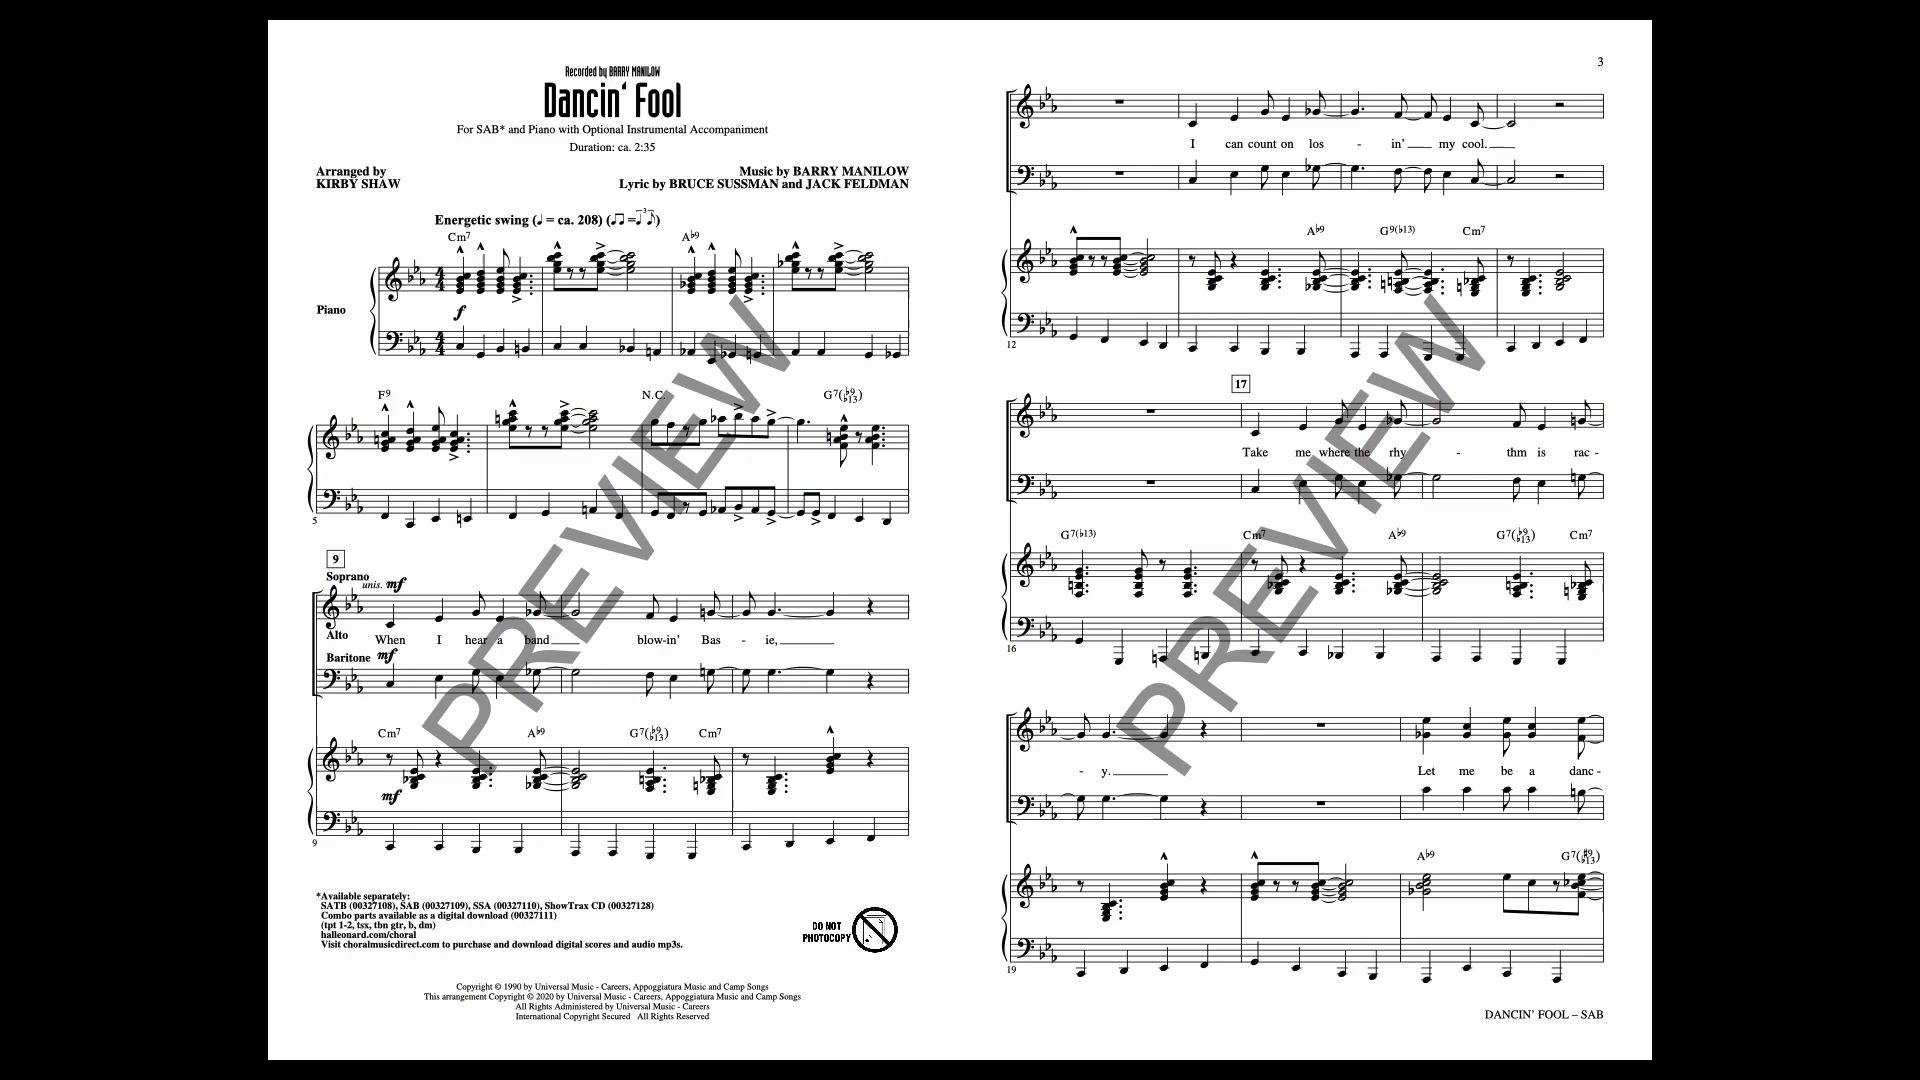 Recorded by BARRY MANILOW
Dancin' Fool
For SAB* and Piano with Optional Instrumental Accompaniment
Duration: ca. 2:35
Arranged by
KIRBY SHAW
Music by BARRY MANILOW
Lyric by BRUCE SUSSMAN and JACK FELDMAN
Energetic swing (♩ = ca. 208) (♫ = ♩ ♪ 3)
Cm7 A♭9
Piano
f
F9 N.C. G7(♭9 ♭13)
5
9
Soprano
unis. mf
Alto
When I hear a band blow-in' Bas - ie,
Baritone mf
Cm7 A♭9 G7(♭9 ♭13) Cm7
mf
9
*Available separately:
SATB (00327108), SAB (00327109), SSA (00327110), ShowTrax CD (00327128)
Combo parts available as a digital download (00327111)
(tpt 1-2, tsx, tbn gtr, b, dm)
halleonard.com/choral
Visit choralmusicdirect.com to purchase and download digital scores and audio mp3s.
DO NOT
PHOTOCOPY
Copyright © 1990 by Universal Music - Careers, Appoggiatura Music and Camp Songs
This arrangement Copyright © 2020 by Universal Music - Careers, Appoggiatura Music and Camp Songs
All Rights Administered by Universal Music - Careers
International Copyright Secured All Rights Reserved
PREVIEW
3
I can count on los - in' my cool.
A♭9 G9(♭13) Cm7
12
17
Take me where the rhy - thm is rac -
G7(♭13) Cm7 A♭9 G7(♭9 ♭13) Cm7
16
- y. Let me be a danc -
A♭9 G7(♯9 ♭13)
19
DANCIN' FOOL – SAB
PREVIEW